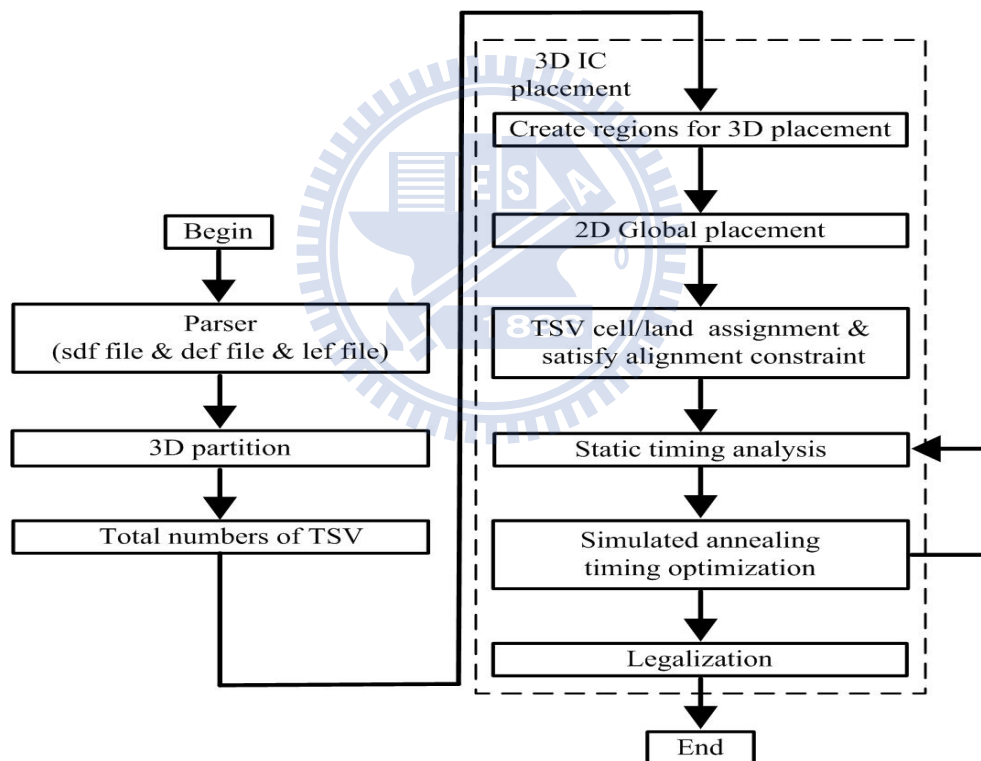 Begin
Parser
(sdf file & def file & lef file)
3D partition
Total numbers of TSV
3D IC
placement
Create regions for 3D placement
2D Global placement
TSV cell/land assignment &
satisfy alignment constraint
Static timing analysis
Simulated annealing
timing optimization
Legalization
End
E S A
1896